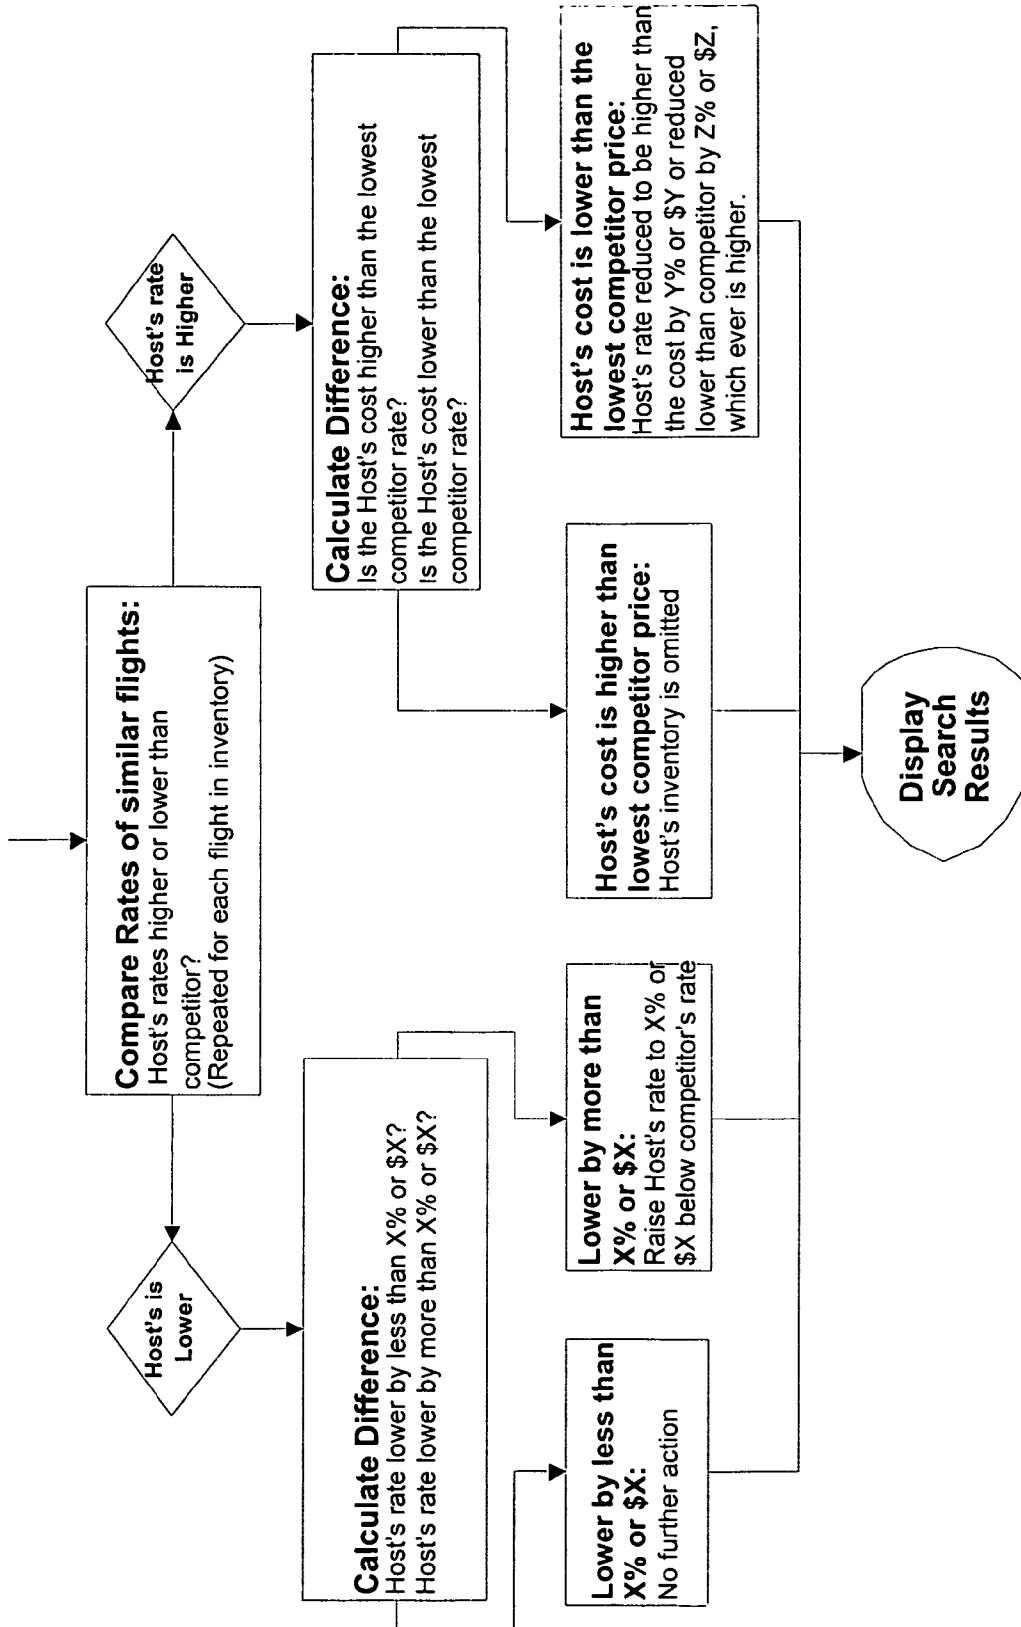 Compare Rates of similar flights:
Host's rates higher or lower than
competitor?
(Repeated for each flight in inventory)
Host's is
Lower
Host's rate
is Higher
Calculate Difference:
Host's rate lower by less than X% or $X?
Host's rate lower by more than X% or $X?
Calculate Difference:
Is the Host's cost higher than the lowest
competitor rate?
Is the Host's cost lower than the lowest
competitor rate?
Lower by less than
X% or $X:
No further action
Lower by more than
X% or $X:
Raise Host's rate to X% or
$X below competitor's rate
Host's cost is higher than
lowest competitor price:
Host's inventory is omitted
Host's cost is lower than the
lowest competitor price:
Host's rate reduced to be higher than
the cost by Y% or $Y or reduced
lower than competitor by Z% or $Z,
which ever is higher.
Display
Search
Results